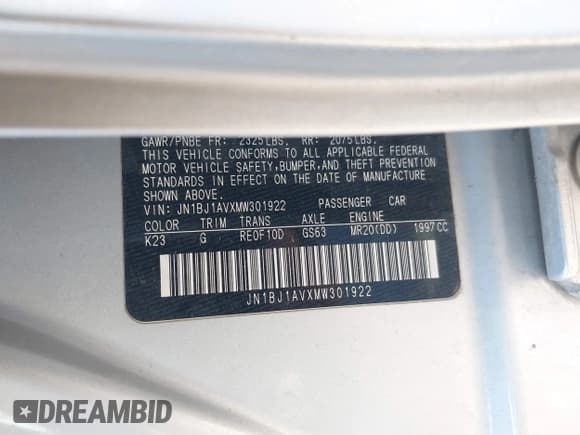 GAWR/PNBE FR: 2325LBS. RR: 2075LBS.
THIS VEHICLE CONFORMS TO ALL APPLICABLE FEDERAL
MOTOR VEHICLE SAFETY, BUMPER, AND THEFT PREVENTION
STANDARDS IN EFFECT ON THE DATE OF MANUFACTURE
SHOWN ABOVE.
VIN: JN1BJ1AVXMW301922 PASSENGER CAR
COLOR TRIM TRANS AXLE ENGINE
K23 G RE0F10D GS63 MR20(DD) 1997CC
JN1BJ1AVXMW301922
DREAMBID